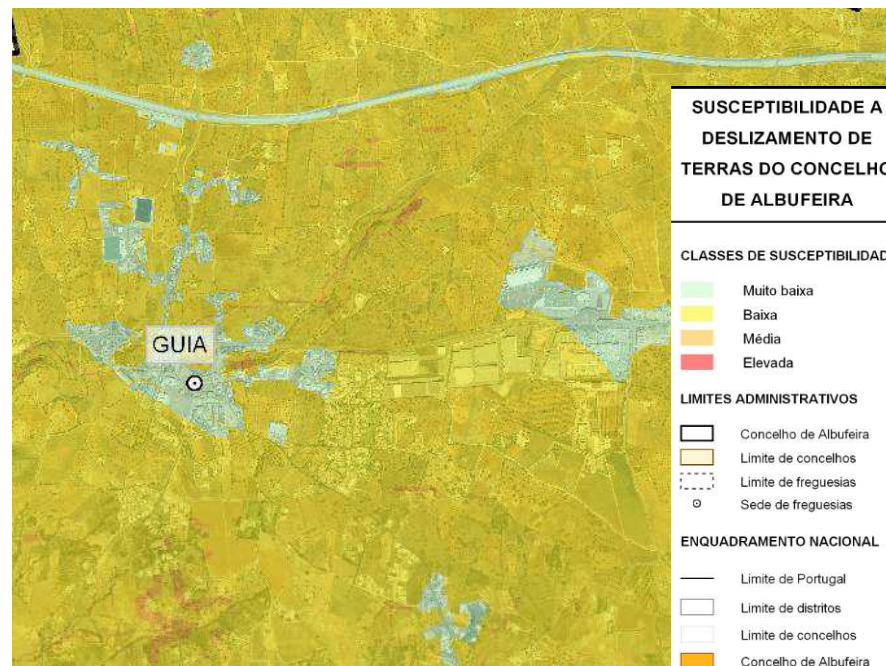 SUSCEPTIBILIDADE A
DESLIZAMENTO DE
TERRAS DO CONCELHO
DE ALBUFEIRA
CLASSES DE SUSCEPTIBILIDAD
Muito baixa
Baixa
Média
Elevada
LIMITES ADMINISTRATIVOS
Concelho de Albufeira
Limite de concelhos
Limite de freguesias
Sede de freguesias
ENQUADRAMENTO NACIONAL
Limite de Portugal
Limite de distritos
Limite de concelhos
Concelho de Albufeira
GUIA